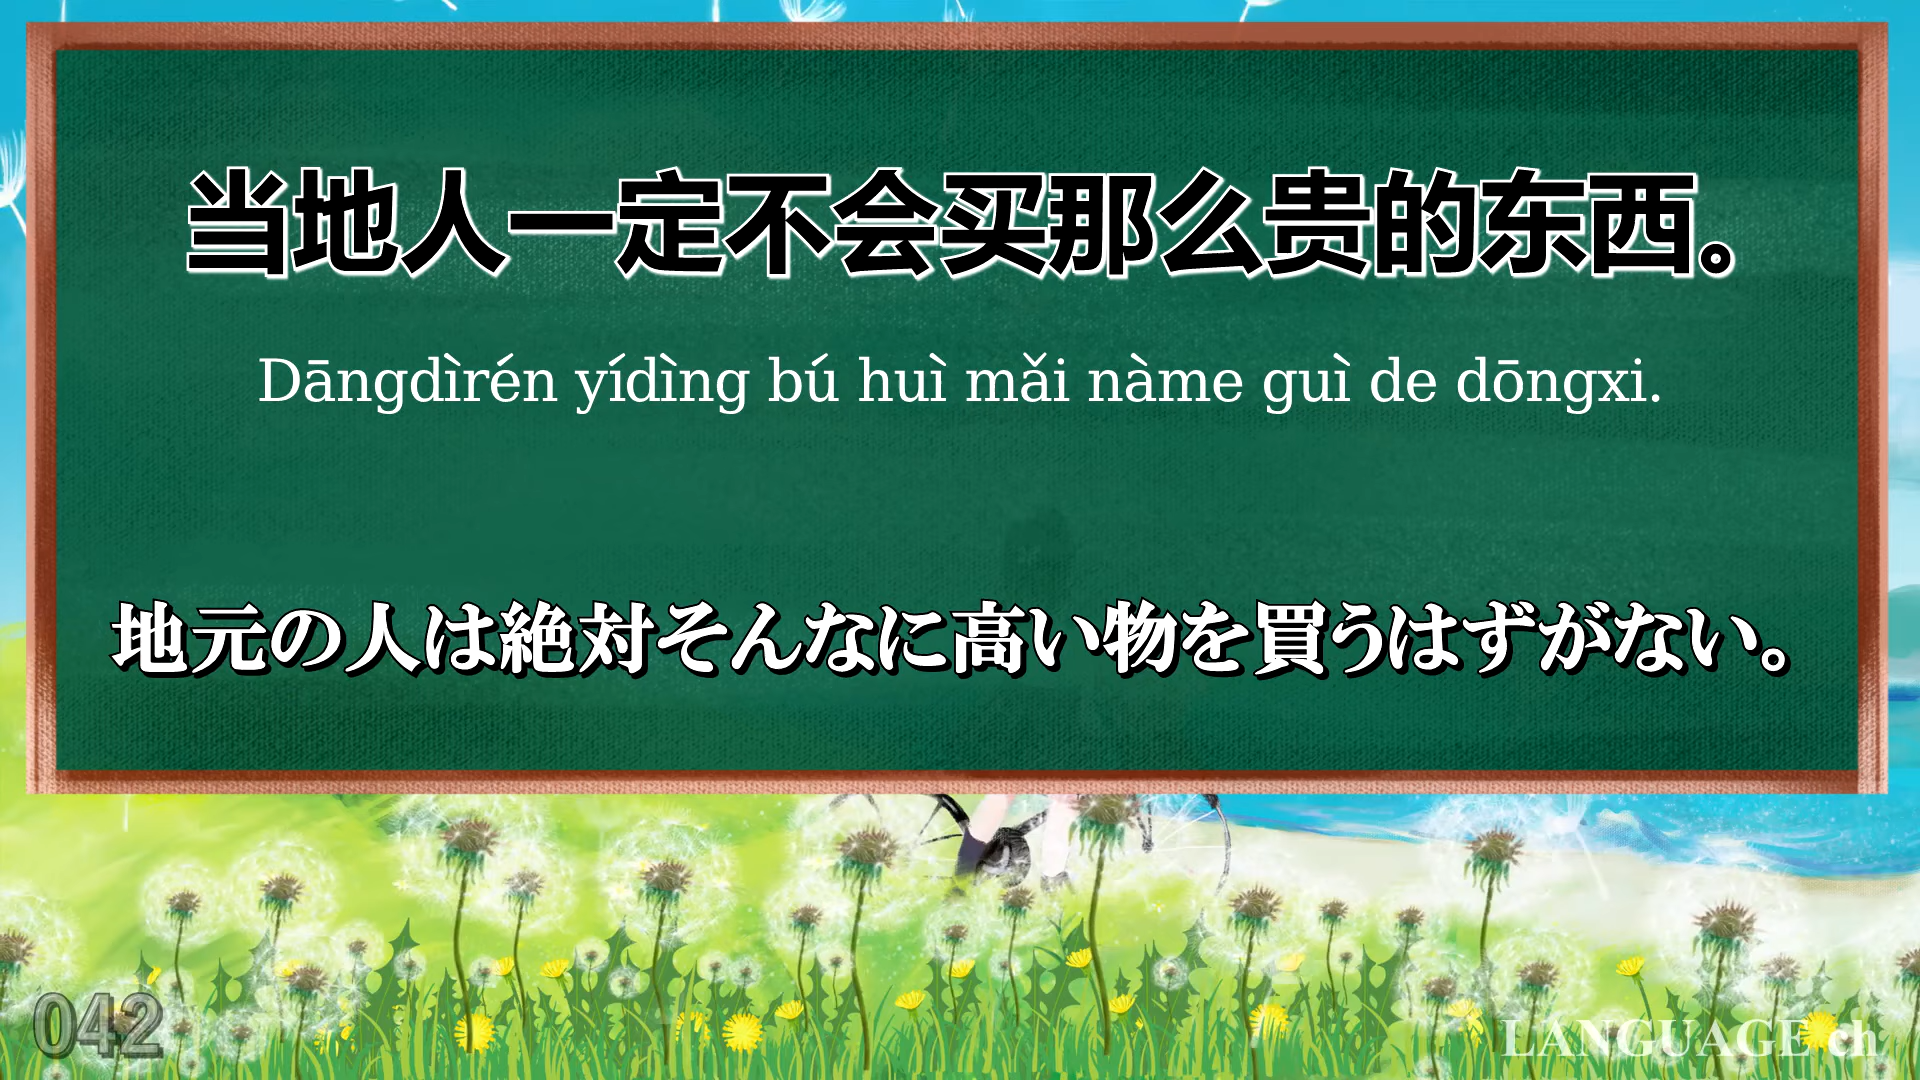 当地人一定不会买那么贵的东西。
Dāngdìrén yídìng bú huì mǎi nàme guì de dōngxi.
地元の人は絶対そんなに高い物を買うはずがない。
042
LANGUAGE ch